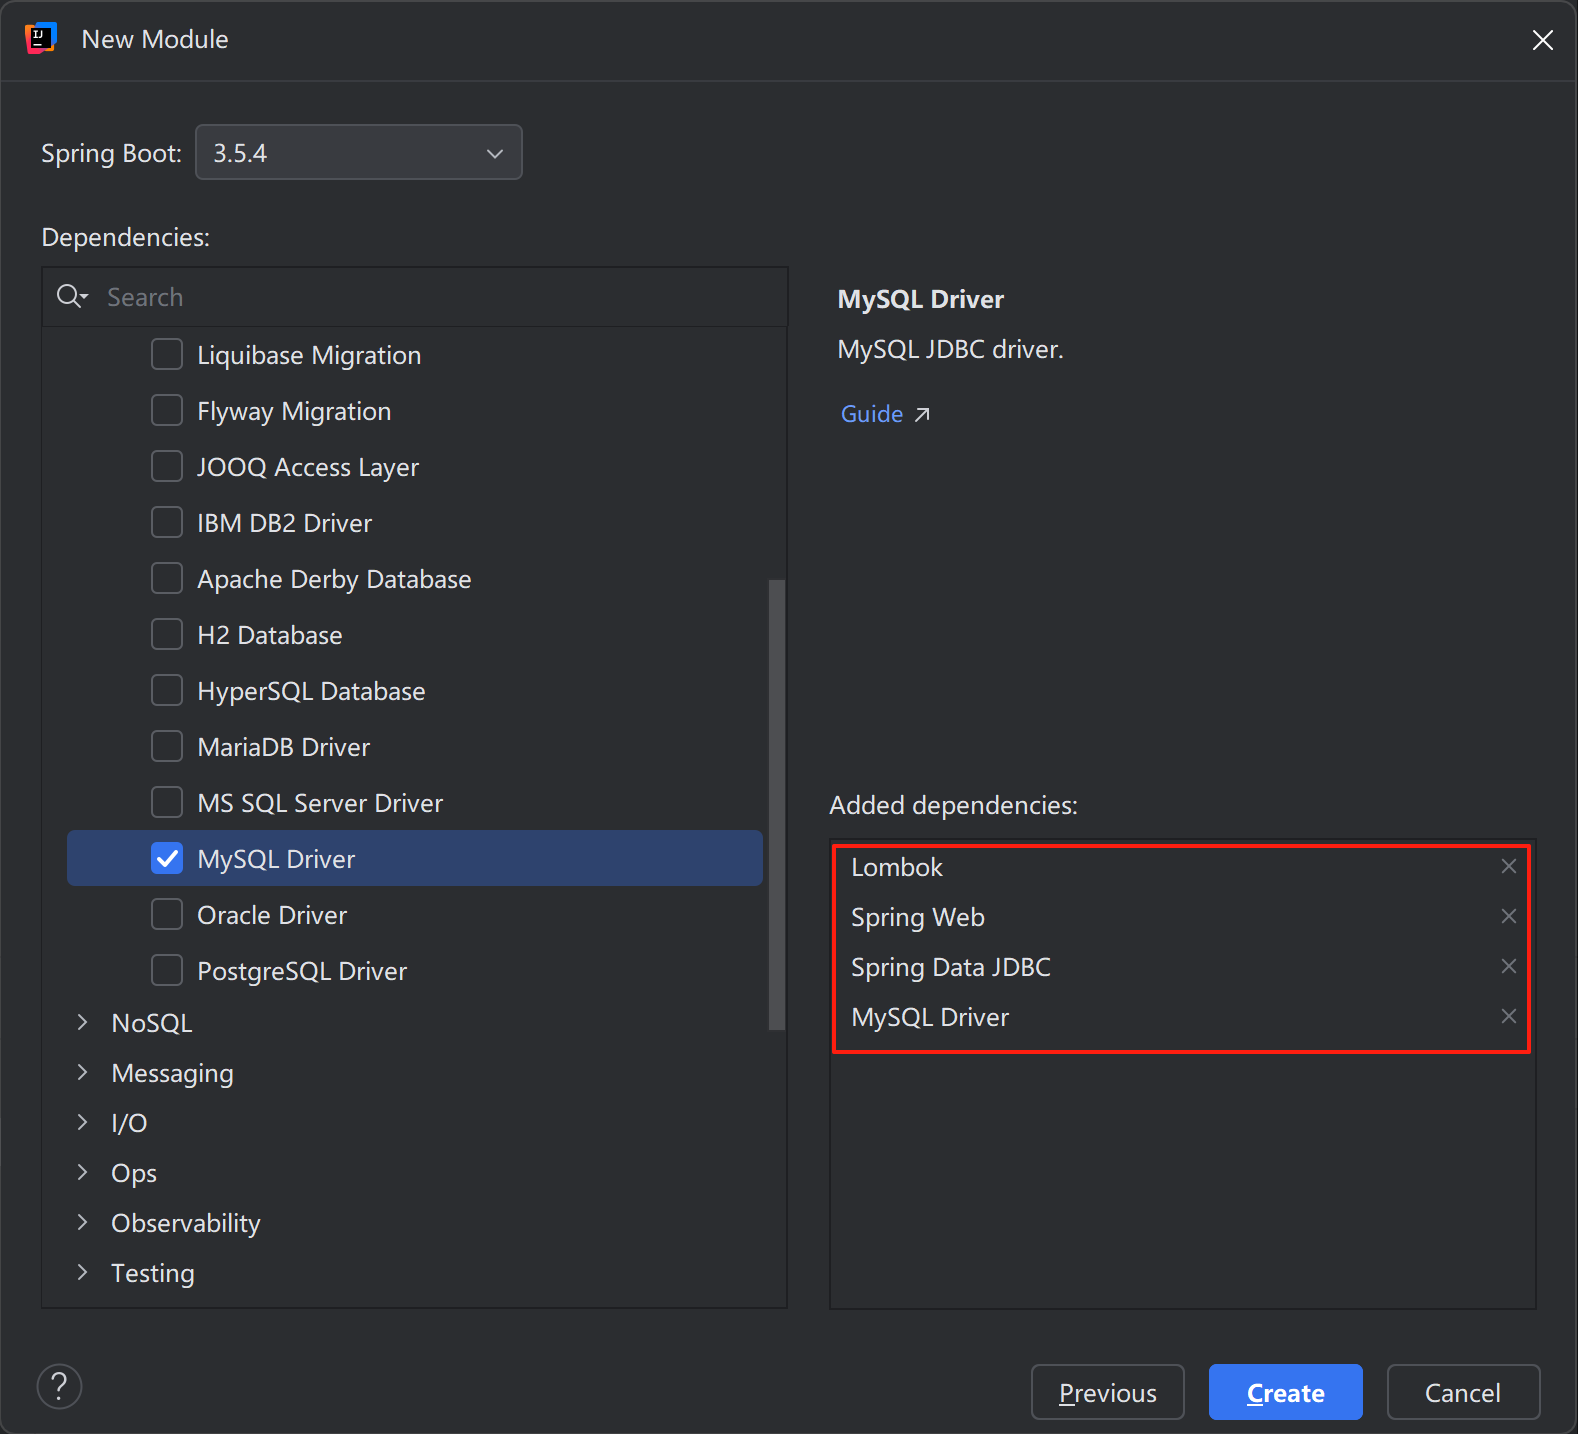 New Module
Spring Boot: 3.5.4
Dependencies:
Search
Liquibase Migration
Flyway Migration
JOOQ Access Layer
IBM DB2 Driver
Apache Derby Database
H2 Database
HyperSQL Database
MariaDB Driver
MS SQL Server Driver
MySQL Driver
Oracle Driver
PostgreSQL Driver
NoSQL
Messaging
I/O
Ops
Observability
Testing
MySQL Driver
MySQL JDBC driver.
Guide
Added dependencies:
Lombok
Spring Web
Spring Data JDBC
MySQL Driver
?
Previous
Create
Cancel